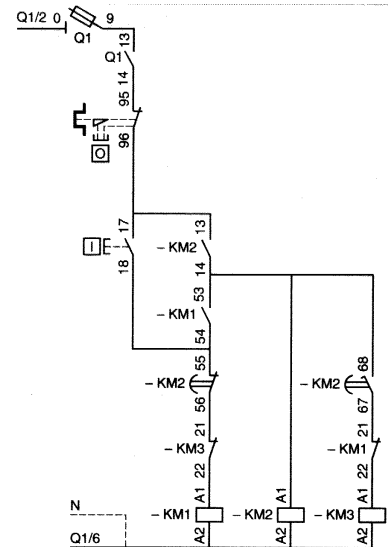 Q1/2 0 9
Q1
13
Q1
14
95
96
O
17
I
18
13
– KM2
14
53
– KM1
54
55
– KM2
56
68
– KM2
67
21
– KM3
22
21
– KM1
22
A1
– KM1
A2
A1
– KM2
A2
A1
– KM3
A2
N
Q1/6